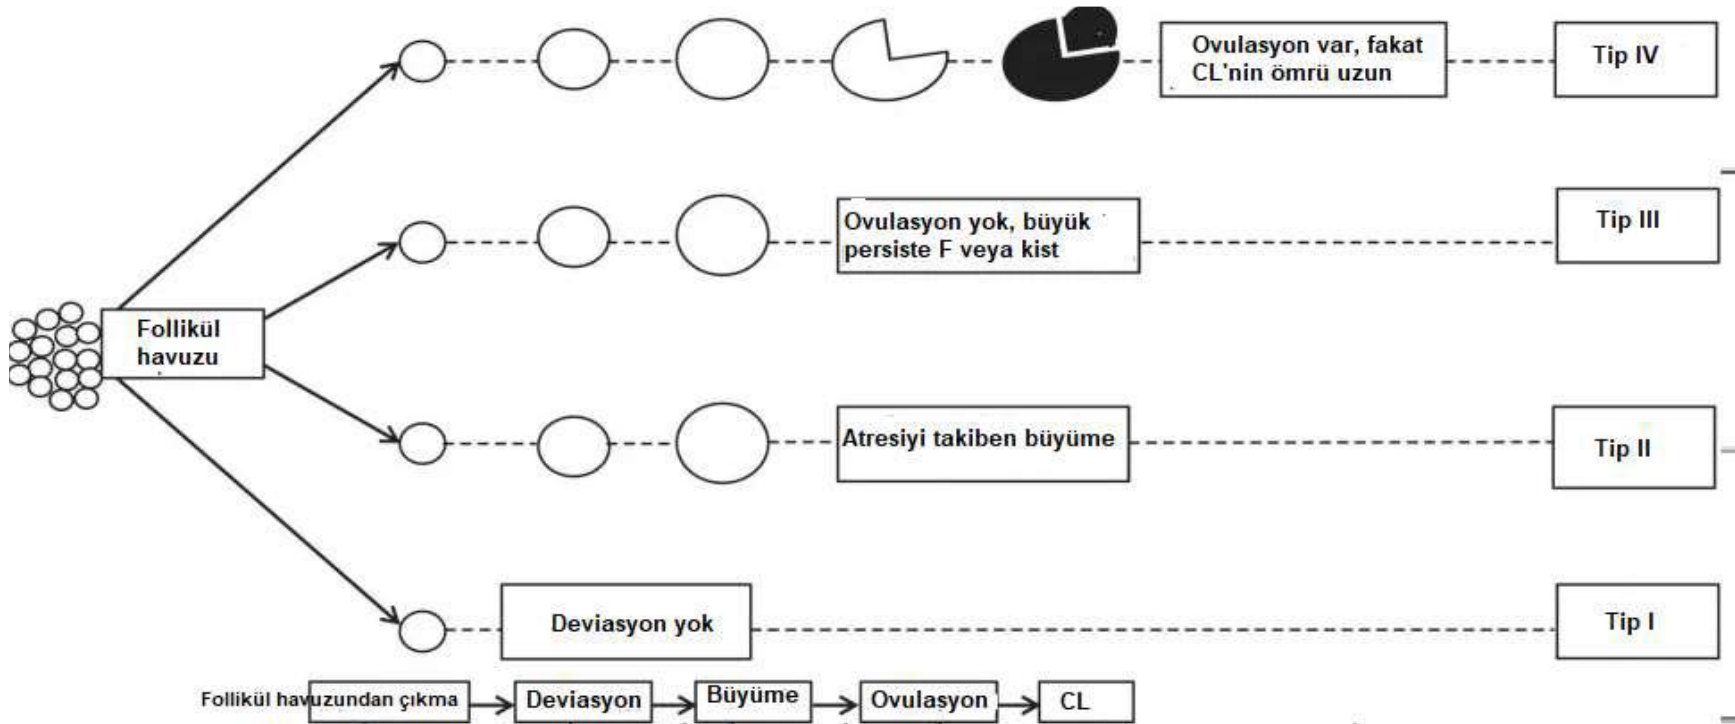 Ovulasyon var, fakat
CL'nin ömrü uzun
Tip IV
Ovulasyon yok, büyük
persiste F veya kist
Tip III
Follikül
havuzu
Atresiyi takiben büyüme
Tip II
Deviasyon yok
Tip I
Follikül havuzundan çıkma
Deviasyon
Büyüme
Ovulasyon
CL